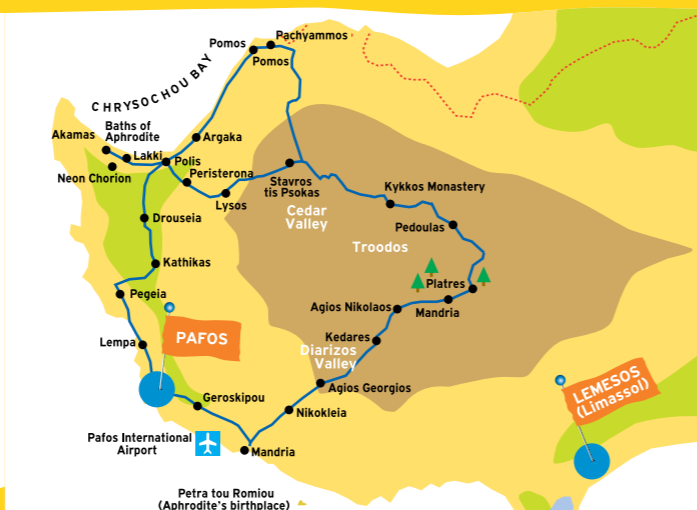 Pachyammos
Pomos
Pomos
CHRYSOCHOU BAY
Akamas
Baths of
Aphrodite
Argaka
Lakki
Polis
Neon Chorion
Peristerona
Stavros
tis Psokas
Lysos
Kykkos Monastery
Cedar
Valley
Drouseia
Pedoulas
Troodos
Kathikas
Platres
Pegeia
Mandria
Agios Nikolaos
PAFOS
Lempa
Kedares
Diarizos
Valley
Agios Georgios
LEMESOS
(Limassol)
Geroskipou
Nikokleia
Pafos International
Airport
Mandria
Petra tou Romiou
(Aphrodite's birthplace)